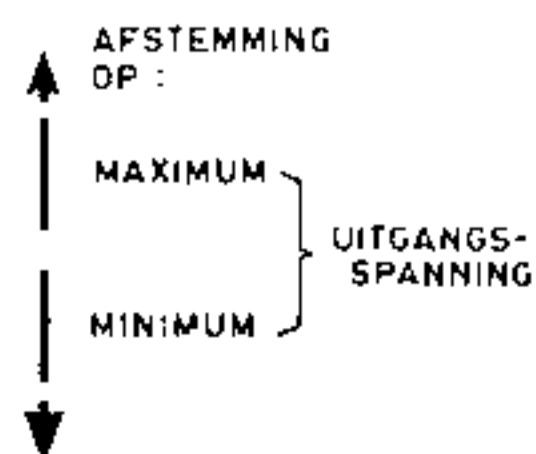 AFSTEMMING
OP :
MAXIMUM
UITGANGS-
SPANNING
MINIMUM